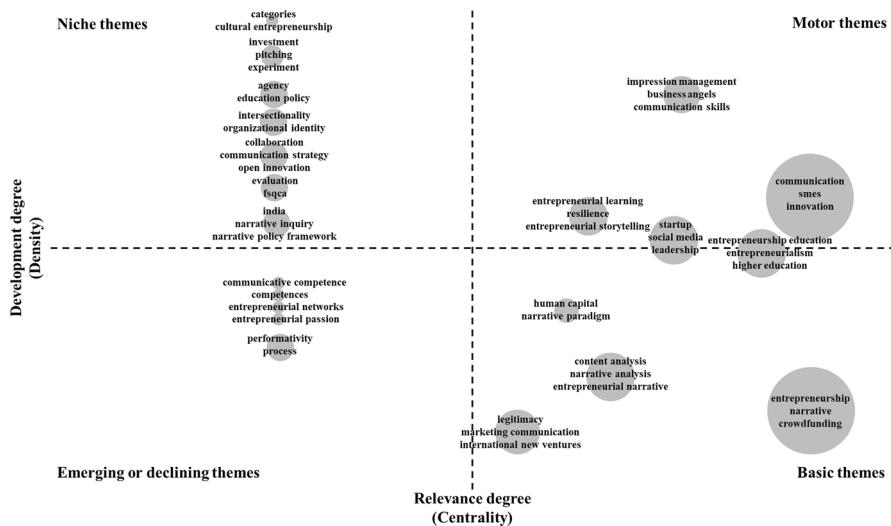 Niche themes
Motor themes
categories
cultural entrepreneurship
investment
pitching
experiment
agency
education policy
intersectionality
organizational identity
collaboration
communication strategy
open innovation
evaluation
fsqca
india
narrative inquiry
narrative policy framework
impression management
business angels
communication skills
communication
smes
innovation
entrepreneurial learning
resilience
entrepreneurial storytelling
startup
social media
leadership
entrepreneurship education
entrepreneurialism
higher education
Development degree
(Density)
communicative competence
competences
entrepreneurial networks
entrepreneurial passion
performativity
process
human capital
narrative paradigm
content analysis
narrative analysis
entrepreneurial narrative
legitimacy
marketing communication
international new ventures
entrepreneurship
narrative
crowdfunding
Emerging or declining themes
Basic themes
Relevance degree
(Centrality)